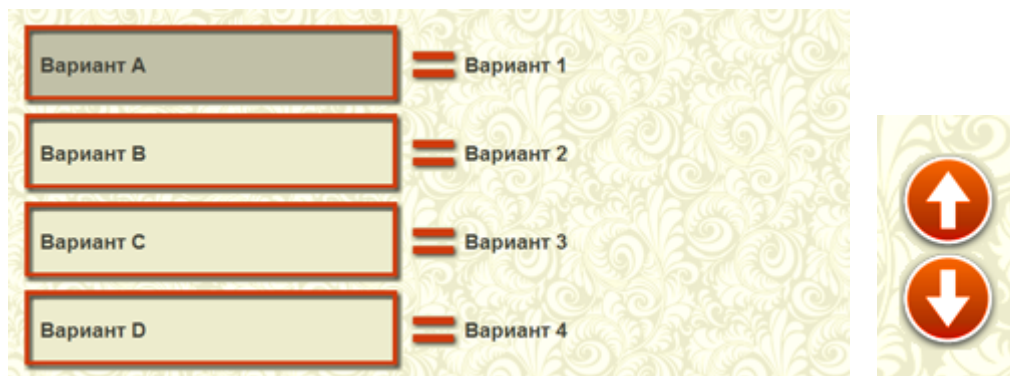 Вариант A = Вариант 1
Вариант B = Вариант 2
Вариант C = Вариант 3
Вариант D = Вариант 4